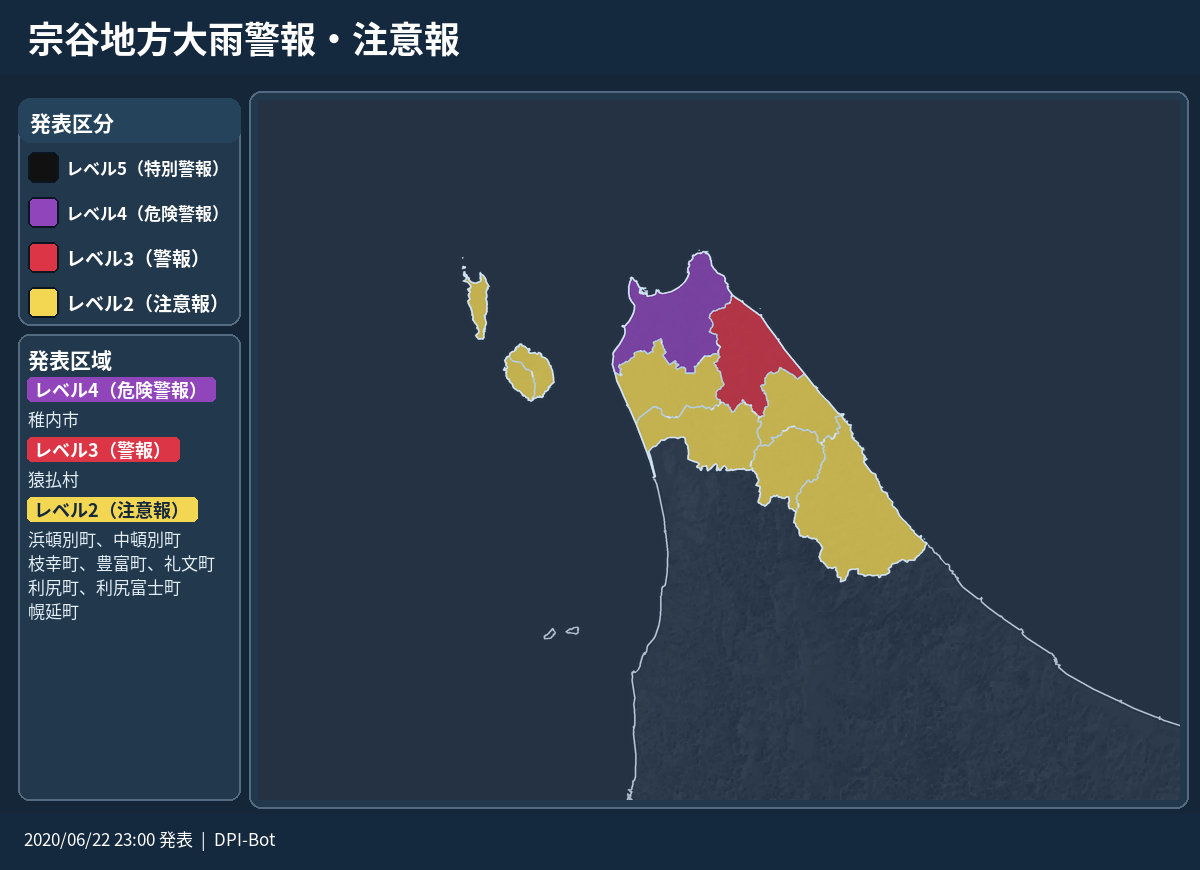 宗谷地方大雨警報・注意報
発表区分
レベル5（特別警報）
レベル4（危険警報）
レベル3（警報）
レベル2（注意報）
発表区域
レベル4（危険警報）
稚内市
レベル3（警報）
猿払村
レベル2（注意報）
浜頓別町、中頓別町
枝幸町、豊富町、礼文町
利尻町、利尻富士町
幌延町
2020/06/22 23:00 発表｜DPI-Bot